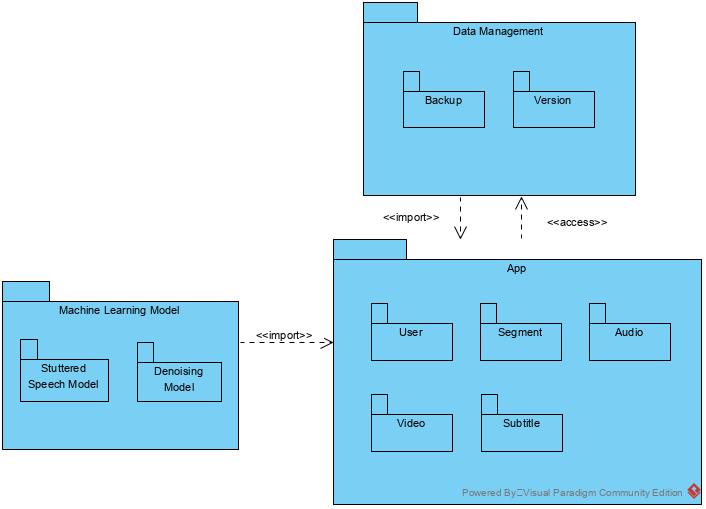 Data Management
Backup
Version
<<import>>
<<access>>
App
Machine Learning Model
<<import>>
User
Segment
Audio
Stuttered
Speech Model
Denoising
Model
Video
Subtitle
Powered By Visual Paradigm Community Edition